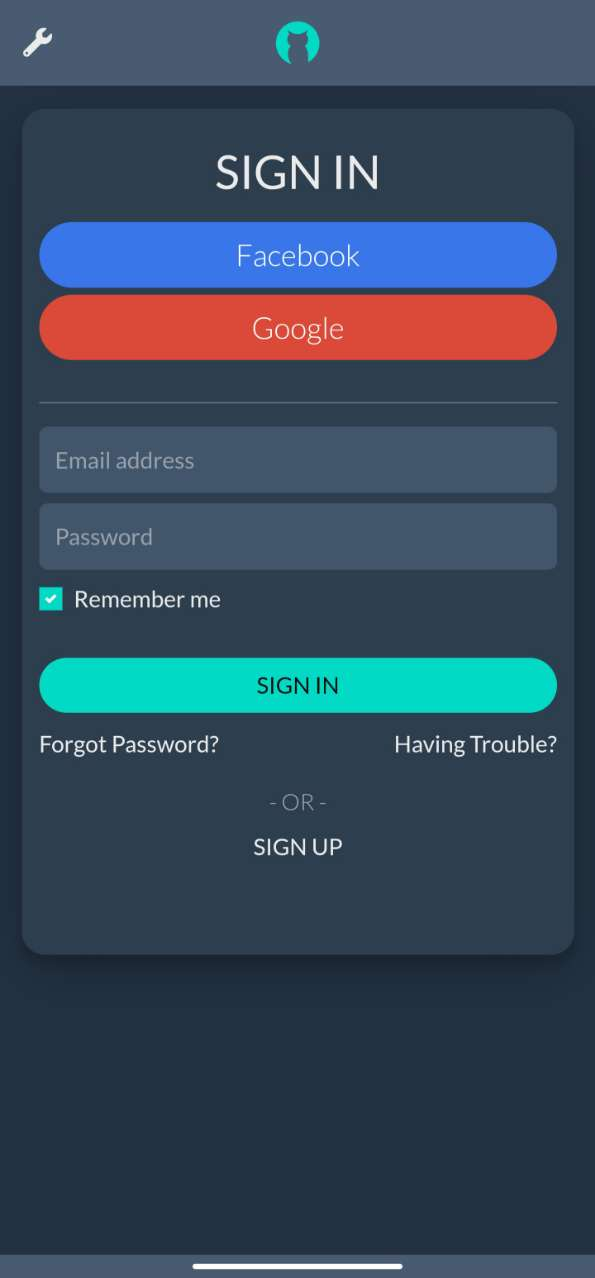 SIGN IN
Facebook
Google
Email address
Password
Remember me
SIGN IN
Forgot Password? Having Trouble?
- OR -
SIGN UP